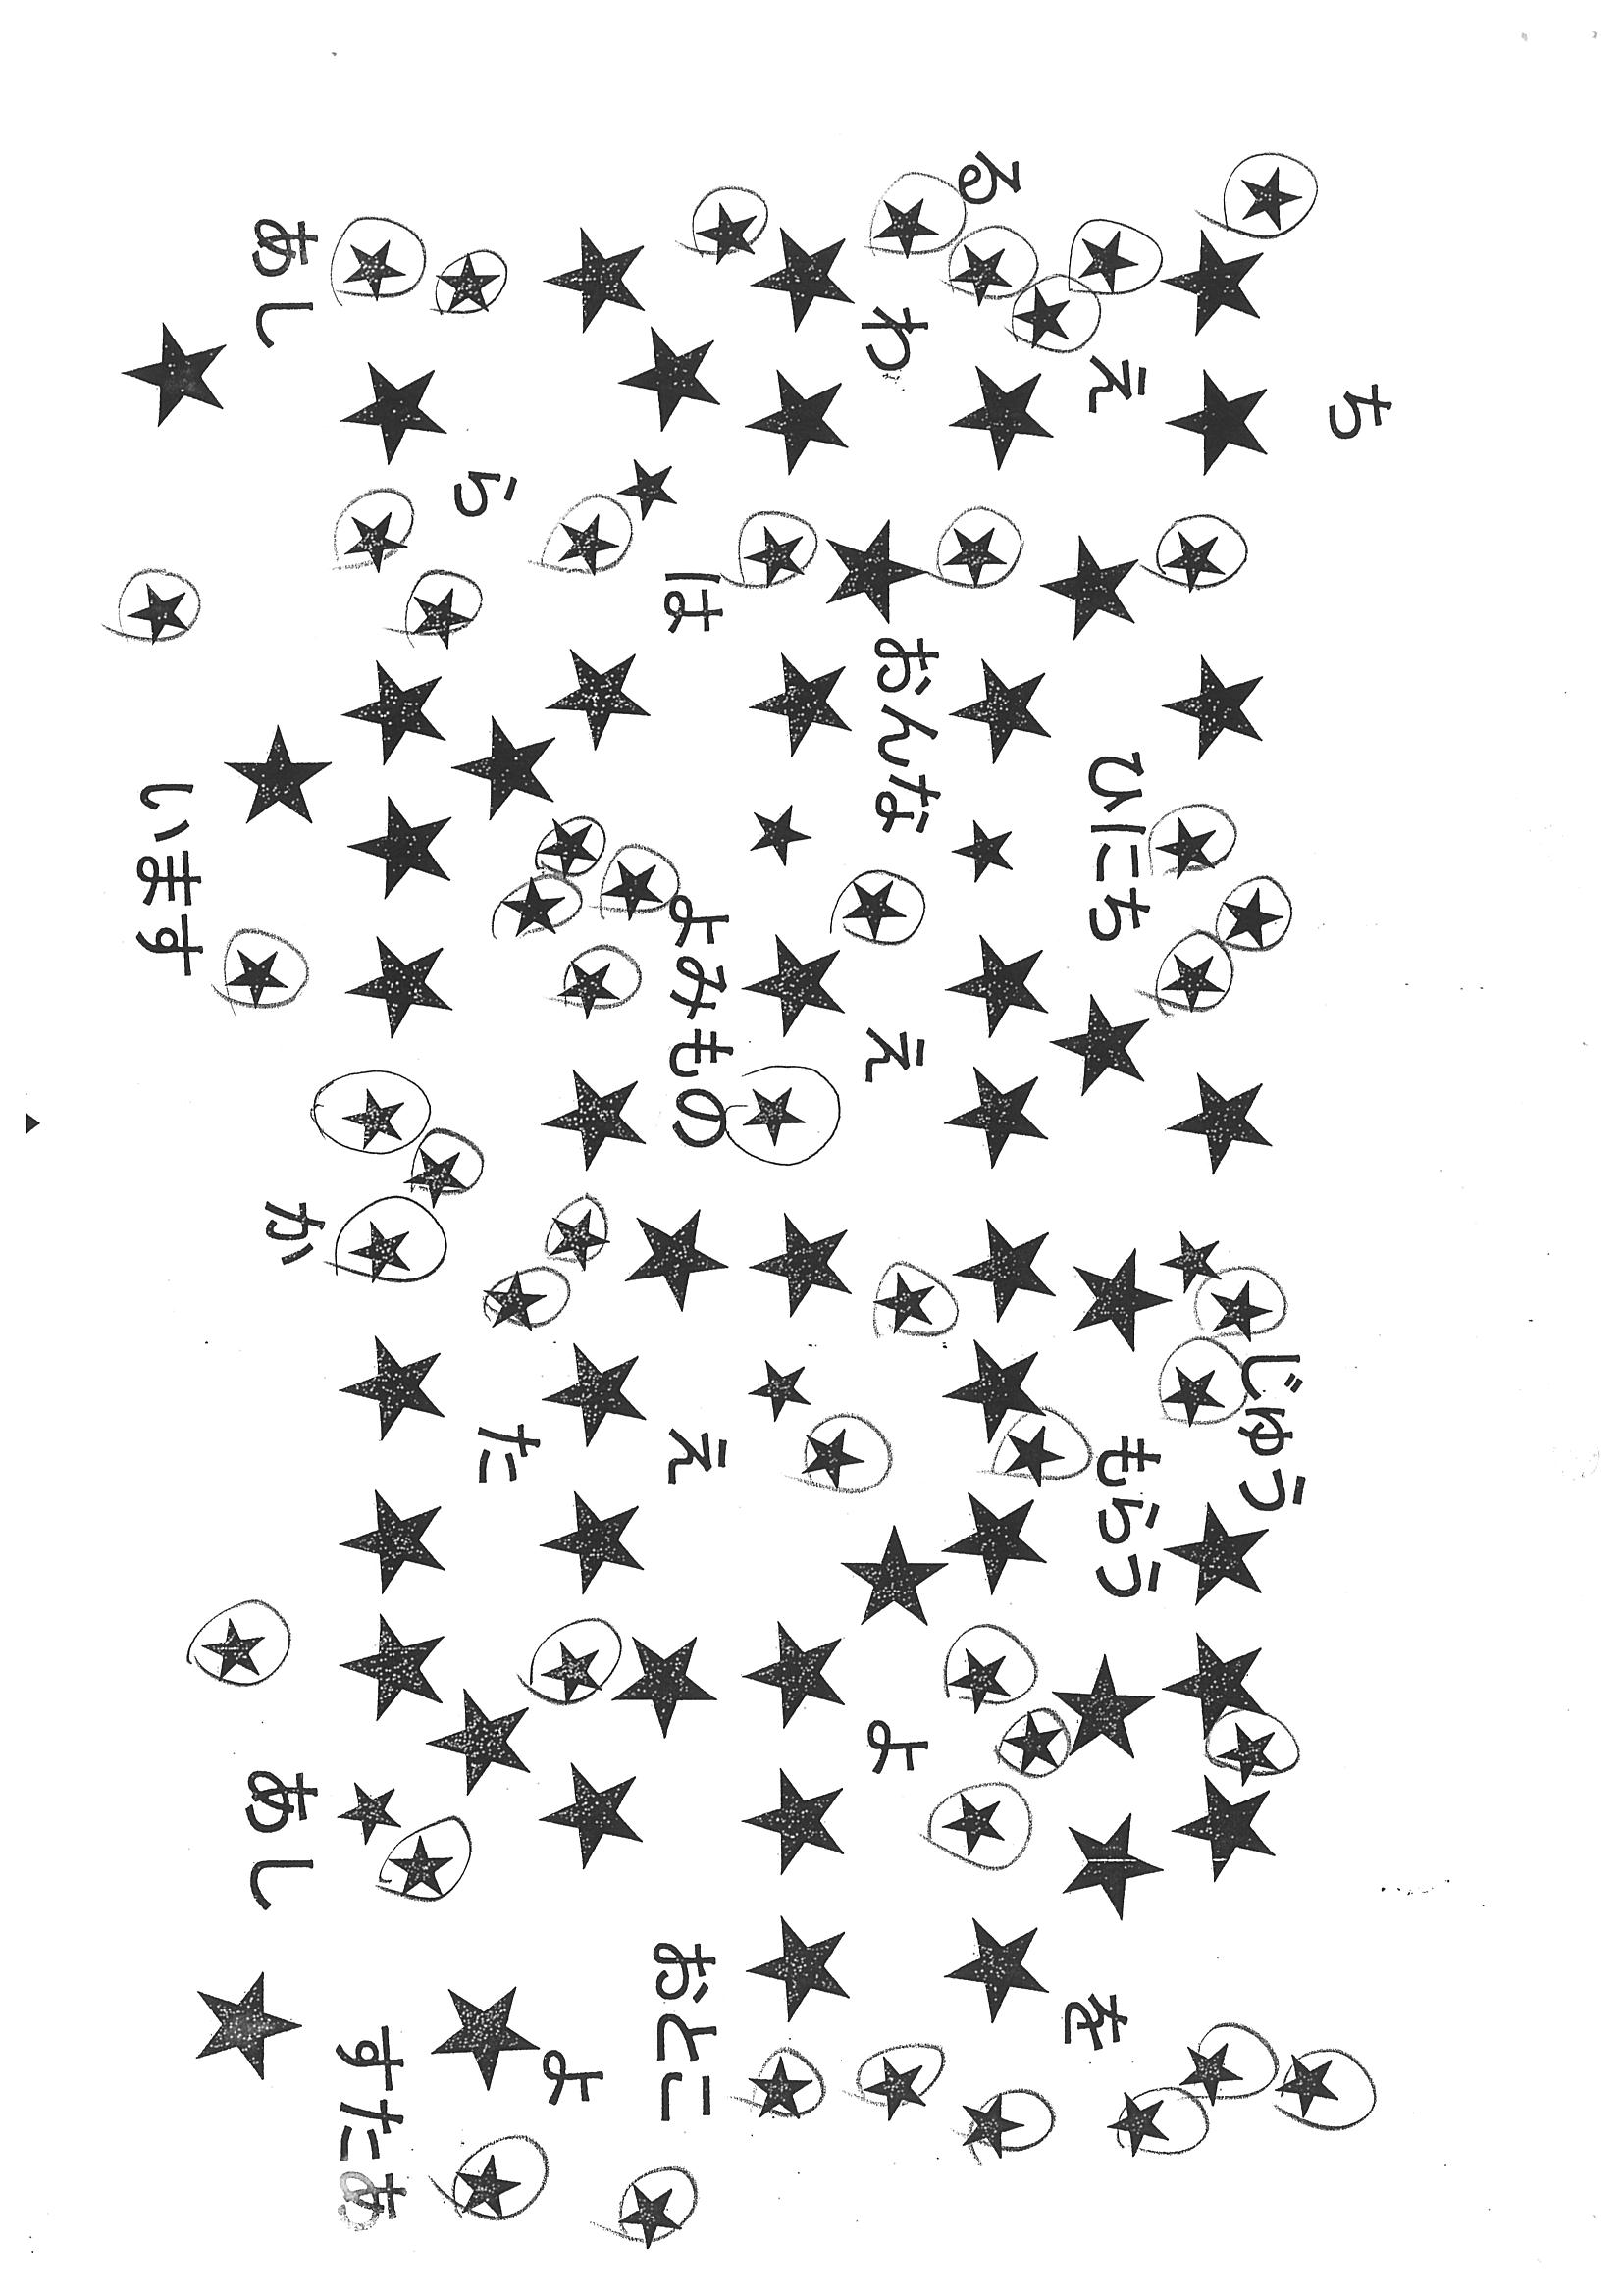 ち
じゅう
る
え ひにち もらう を
わ おんな え よ
は よみもの え おとこ
よ
ら た
すたあ
あし か あし
います